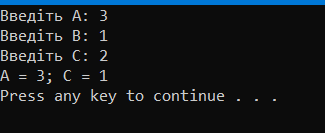 Введіть A: 3
Введіть B: 1
Введіть C: 2
A = 3; C = 1
Press any key to continue . . .